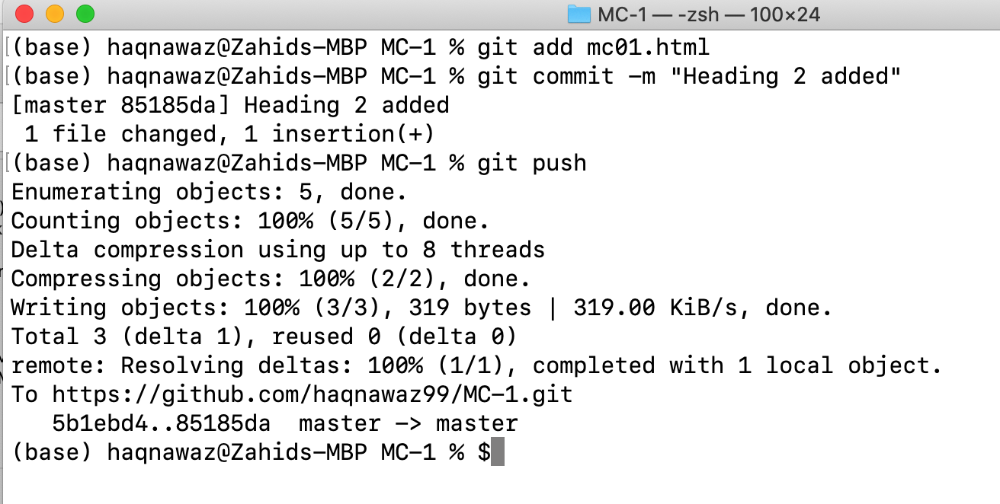 MC-1 — -zsh — 100×24
[(base) haqnawaz@Zahids-MBP MC-1 % git add mc01.html
[(base) haqnawaz@Zahids-MBP MC-1 % git commit -m "Heading 2 added"
[master 85185da] Heading 2 added
 1 file changed, 1 insertion(+)
[(base) haqnawaz@Zahids-MBP MC-1 % git push
Enumerating objects: 5, done.
Counting objects: 100% (5/5), done.
Delta compression using up to 8 threads
Compressing objects: 100% (2/2), done.
Writing objects: 100% (3/3), 319 bytes | 319.00 KiB/s, done.
Total 3 (delta 1), reused 0 (delta 0)
remote: Resolving deltas: 100% (1/1), completed with 1 local object.
To https://github.com/haqnawaz99/MC-1.git
   5b1ebd4..85185da  master -> master
(base) haqnawaz@Zahids-MBP MC-1 % $